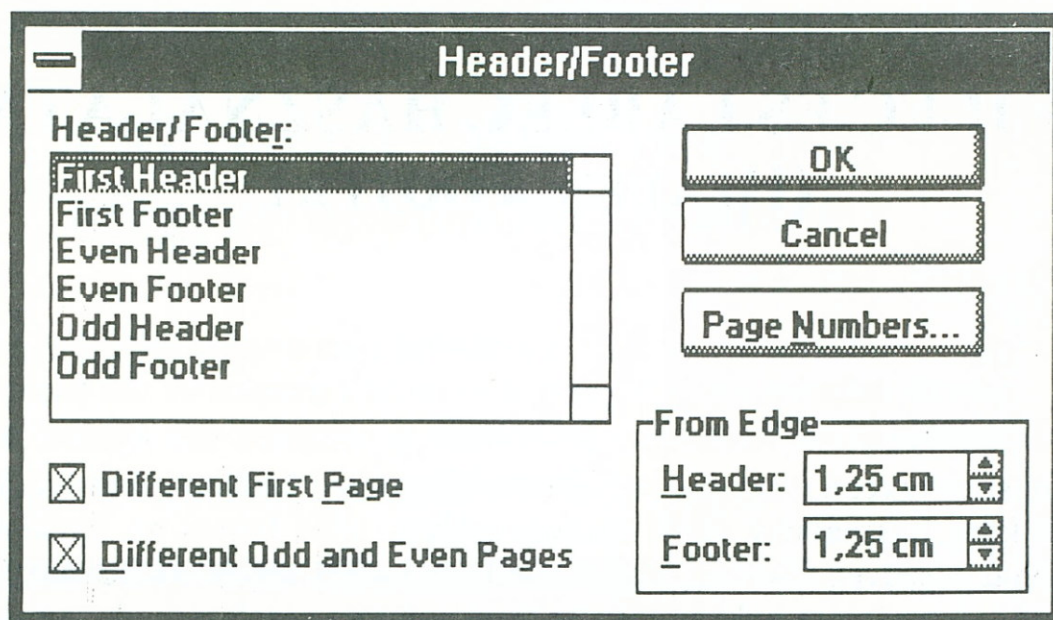 Header/Footer
Header/Footer:
First Header
First Footer
Even Header
Even Footer
Odd Header
Odd Footer
OK
Cancel
Page Numbers...
Different First Page
Different Odd and Even Pages
From Edge
Header: 1,25 cm
Footer: 1,25 cm